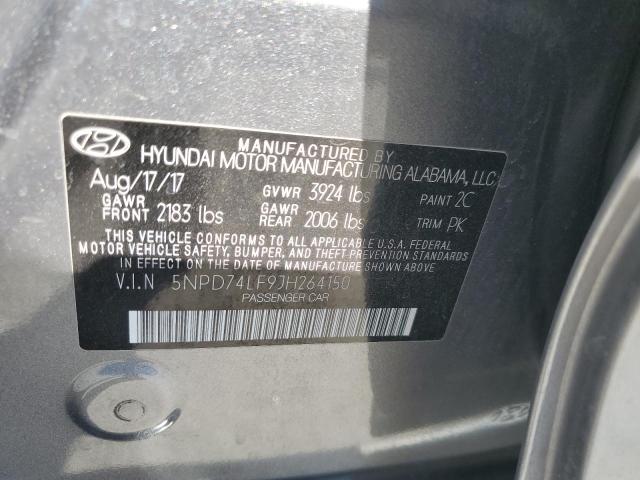 MANUFACTURED BY
HYUNDAI MOTOR MANUFACTURING ALABAMA, LLC
Aug/17/17 GVWR 3924 lbs PAINT 2C
GAWR FRONT 2183 lbs GAWR REAR 2006 lbs TRIM PK
THIS VEHICLE CONFORMS TO ALL APPLICABLE U.S.A. FEDERAL
MOTOR VEHICLE SAFETY, BUMPER, AND THEFT PREVENTION STANDARDS
IN EFFECT ON THE DATE OF MANUFACTURE SHOWN ABOVE.
V.I.N 5NPD74LF9JH264150
PASSENGER CAR